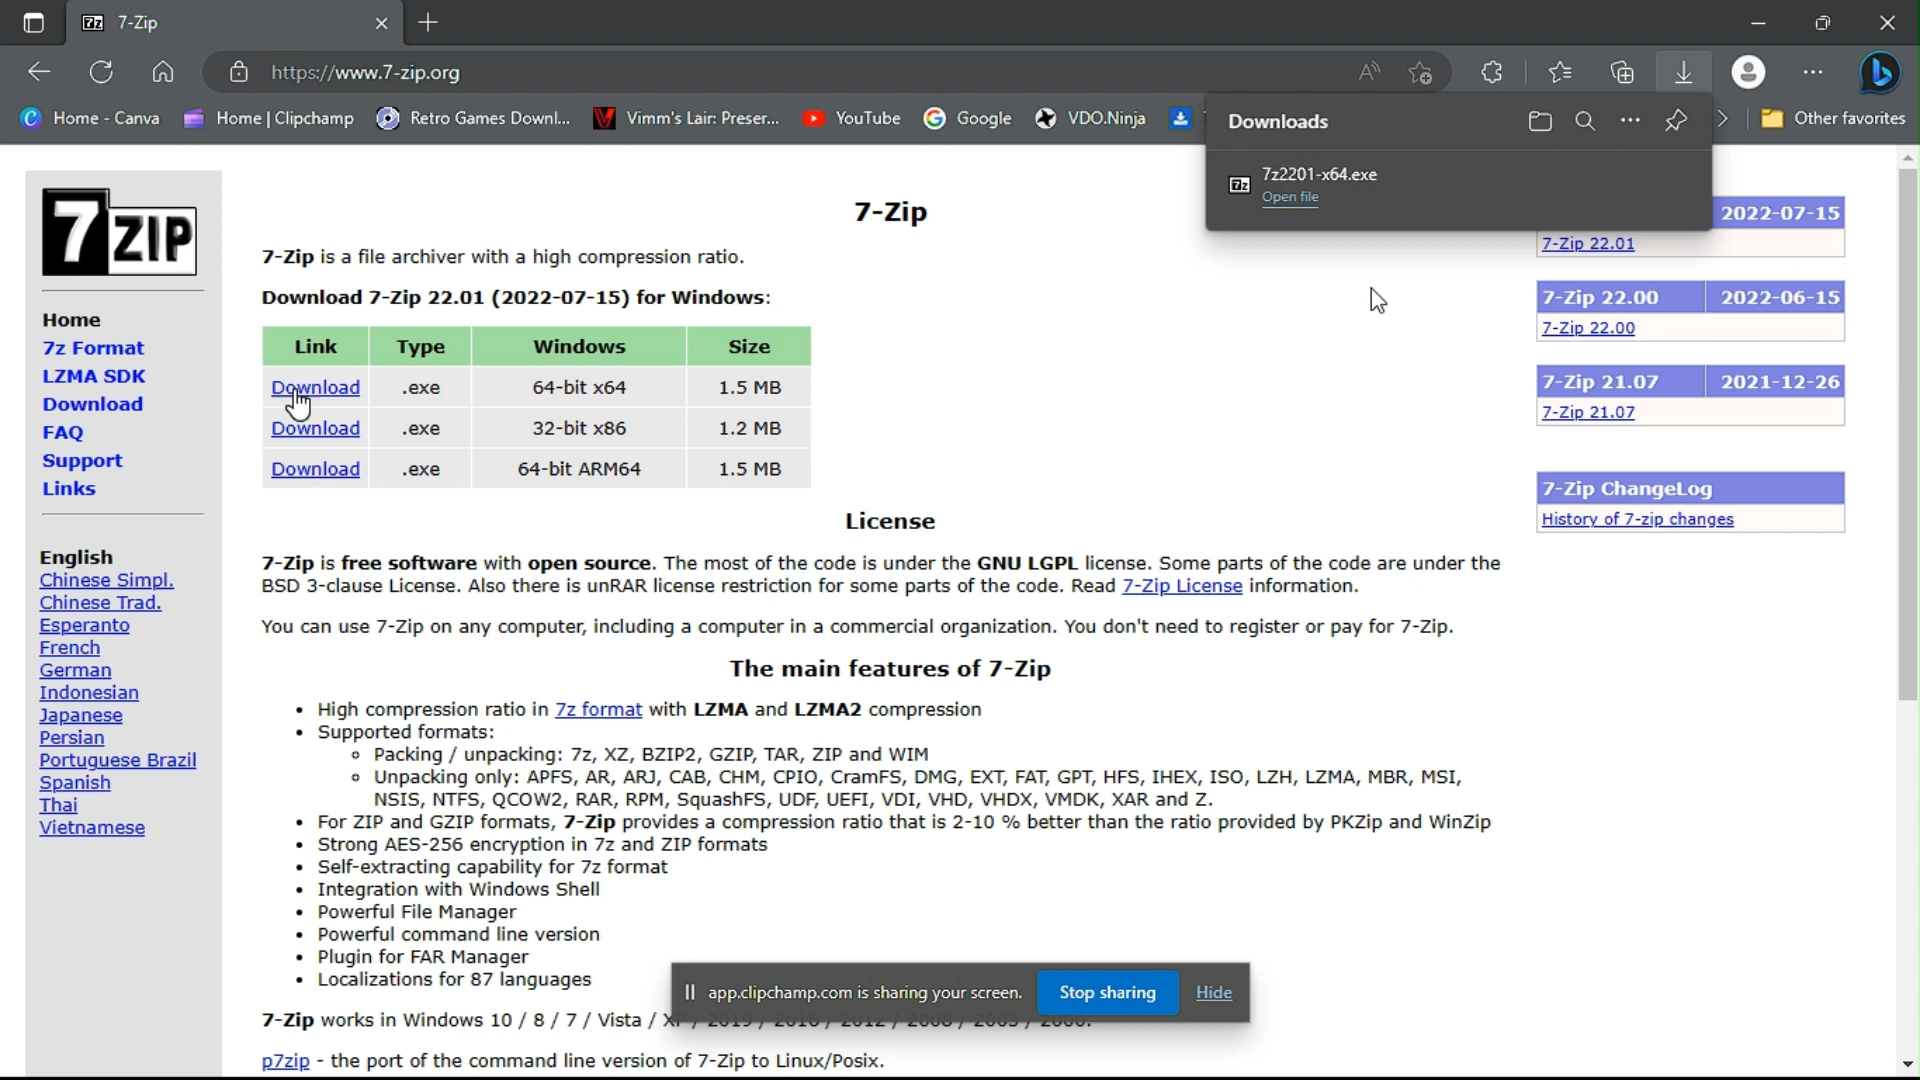 7-Zip
https://www.7-zip.org
Home - Canva
Home | Clipchamp
Retro Games Downl...
Vimm's Lair: Preser...
YouTube
Google
VDO.Ninja
Other favorites
Downloads
7z2201-x64.exe
Open file
7ZIP
Home
7z Format
LZMA SDK
Download
FAQ
Support
Links
English
Chinese Simpl.
Chinese Trad.
Esperanto
French
German
Indonesian
Japanese
Persian
Portuguese Brazil
Spanish
Thai
Vietnamese
7-Zip
7-Zip is a file archiver with a high compression ratio.
Download 7-Zip 22.01 (2022-07-15) for Windows:
Link Type Windows Size
Download .exe 64-bit x64 1.5 MB
Download .exe 32-bit x86 1.2 MB
Download .exe 64-bit ARM64 1.5 MB
License
7-Zip is free software with open source. The most of the code is under the GNU LGPL license. Some parts of the code are under the
BSD 3-clause License. Also there is unRAR license restriction for some parts of the code. Read 7-Zip License information.
You can use 7-Zip on any computer, including a computer in a commercial organization. You don't need to register or pay for 7-Zip.
The main features of 7-Zip
• High compression ratio in 7z format with LZMA and LZMA2 compression
• Supported formats:
Packing / unpacking: 7z, XZ, BZIP2, GZIP, TAR, ZIP and WIM
Unpacking only: APFS, AR, ARJ, CAB, CHM, CPIO, CramFS, DMG, EXT, FAT, GPT, HFS, IHEX, ISO, LZH, LZMA, MBR, MSI,
NSIS, NTFS, QCOW2, RAR, RPM, SquashFS, UDF, UEFI, VDI, VHD, VHDX, VMDK, XAR and Z.
• For ZIP and GZIP formats, 7-Zip provides a compression ratio that is 2-10 % better than the ratio provided by PKZip and WinZip
• Strong AES-256 encryption in 7z and ZIP formats
• Self-extracting capability for 7z format
• Integration with Windows Shell
• Powerful File Manager
• Powerful command line version
• Plugin for FAR Manager
• Localizations for 87 languages
7-Zip works in Windows 10 / 8 / 7 / Vista / XP / 2019 / 2016 / 2012 / 2008 / 2003 / 2000.
p7zip - the port of the command line version of 7-Zip to Linux/Posix.
app.clipchamp.com is sharing your screen.
Stop sharing
Hide
2022-07-15
7-Zip 22.01
7-Zip 22.00 2022-06-15
7-Zip 22.00
7-Zip 21.07 2021-12-26
7-Zip 21.07
7-Zip ChangeLog
History of 7-zip changes